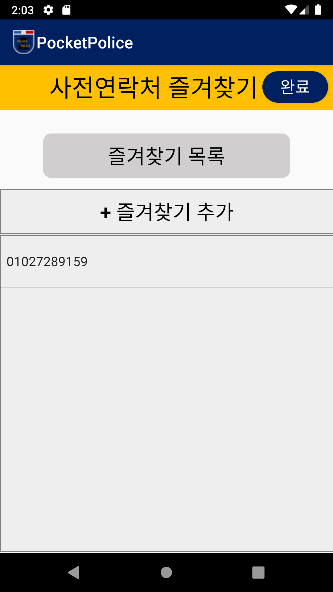 2:03
PocketPolice
사전연락처 즐겨찾기 완료
즐겨찾기 목록
+ 즐겨찾기 추가
01027289159